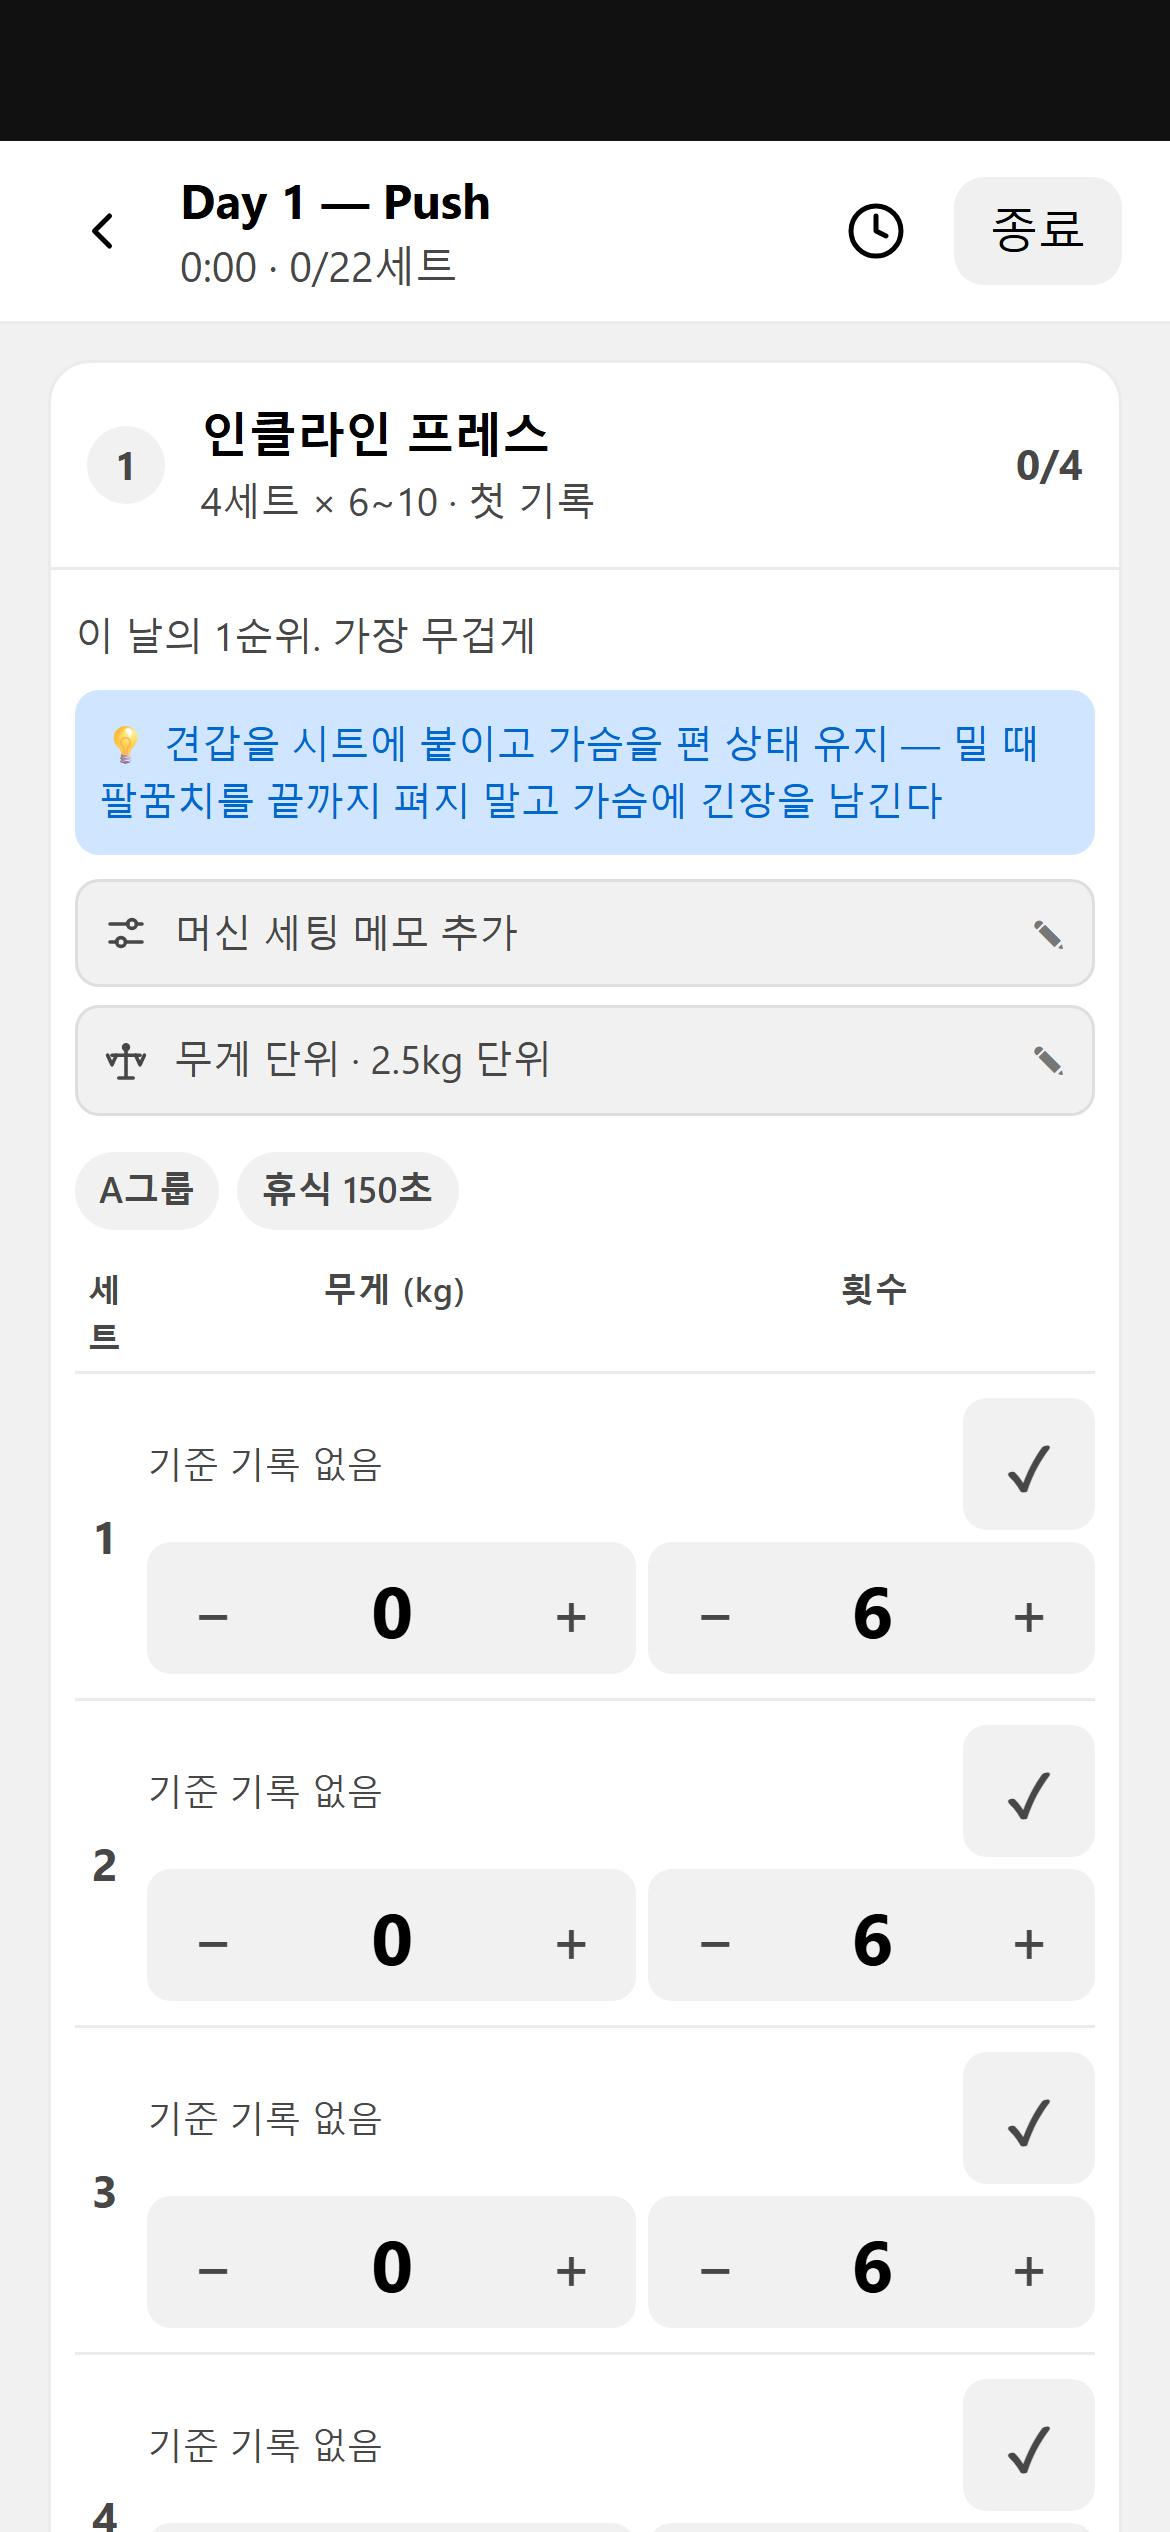 Day 1 — Push
0:00 · 0/22세트
종료
1
인클라인 프레스
4세트 × 6~10 · 첫 기록
0/4
이 날의 1순위. 가장 무겁게
💡 견갑을 시트에 붙이고 가슴을 편 상태 유지 — 밀 때
팔꿈치를 끝까지 펴지 말고 가슴에 긴장을 남긴다
머신 세팅 메모 추가
무게 단위 · 2.5kg 단위
A그룹 휴식 150초
세트 무게 (kg) 횟수
기준 기록 없음 ✓
1
− 0 + − 6 +
기준 기록 없음 ✓
2
− 0 + − 6 +
기준 기록 없음 ✓
3
− 0 + − 6 +
기준 기록 없음 ✓
4